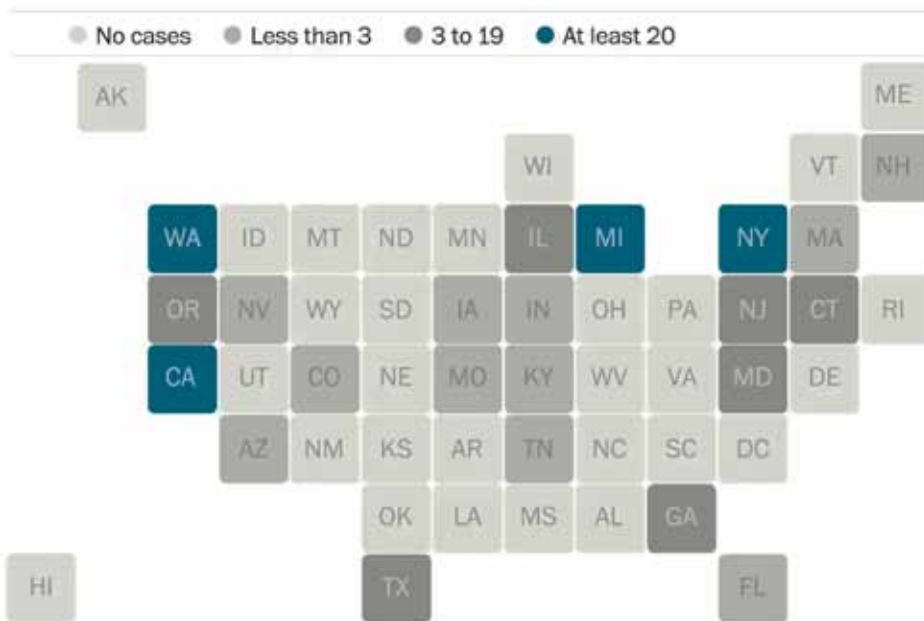 No cases Less than 3 3 to 19 At least 20
AK ME
WI VT NH
WA ID MT ND MN IL MI NY MA
OR NV WY SD IA IN OH PA NJ CT RI
CA UT CO NE MO KY WV VA MD DE
AZ NM KS AR TN NC SC DC
OK LA MS AL GA
HI TX FL